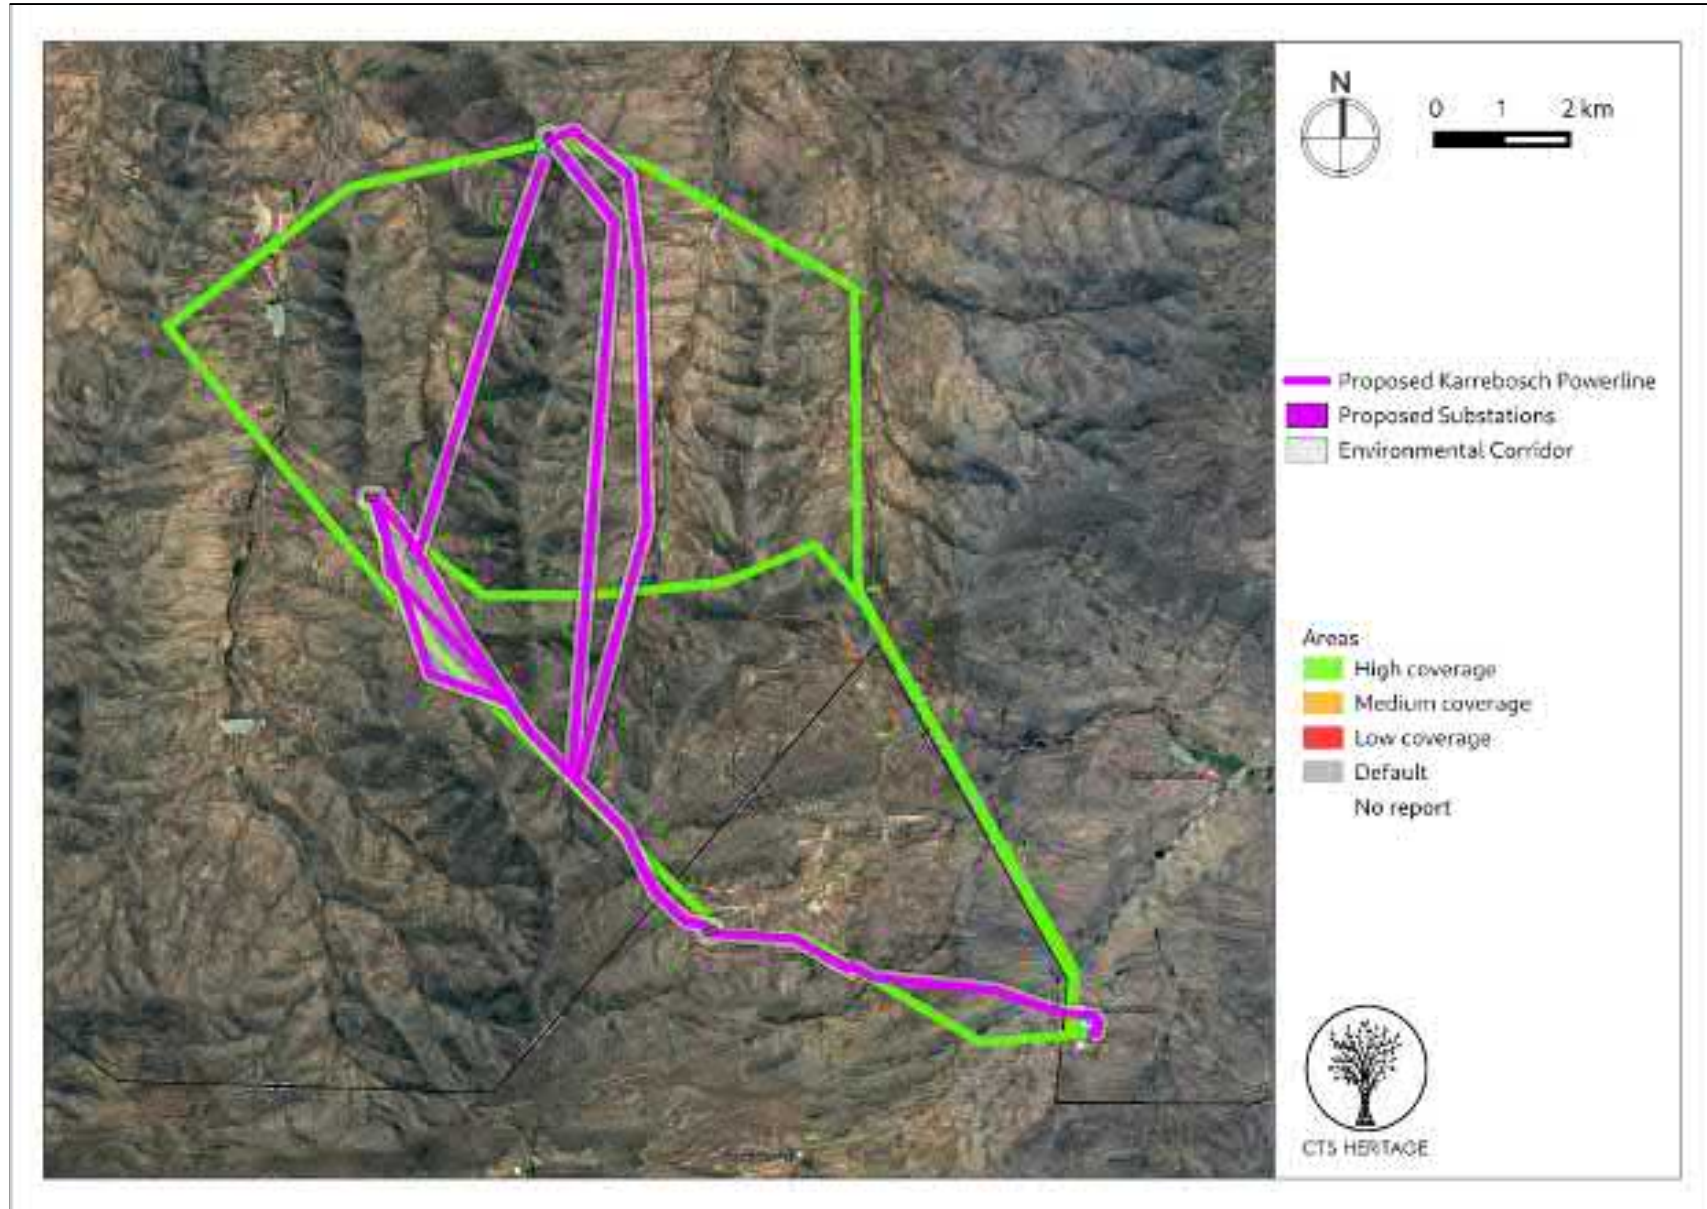 N
0 1 2 km
Proposed Karrebosch Powerline
Proposed Substations
Environmental Corridor
Areas
High coverage
Medium coverage
Low coverage
Default
No report
CTS HERITAGE